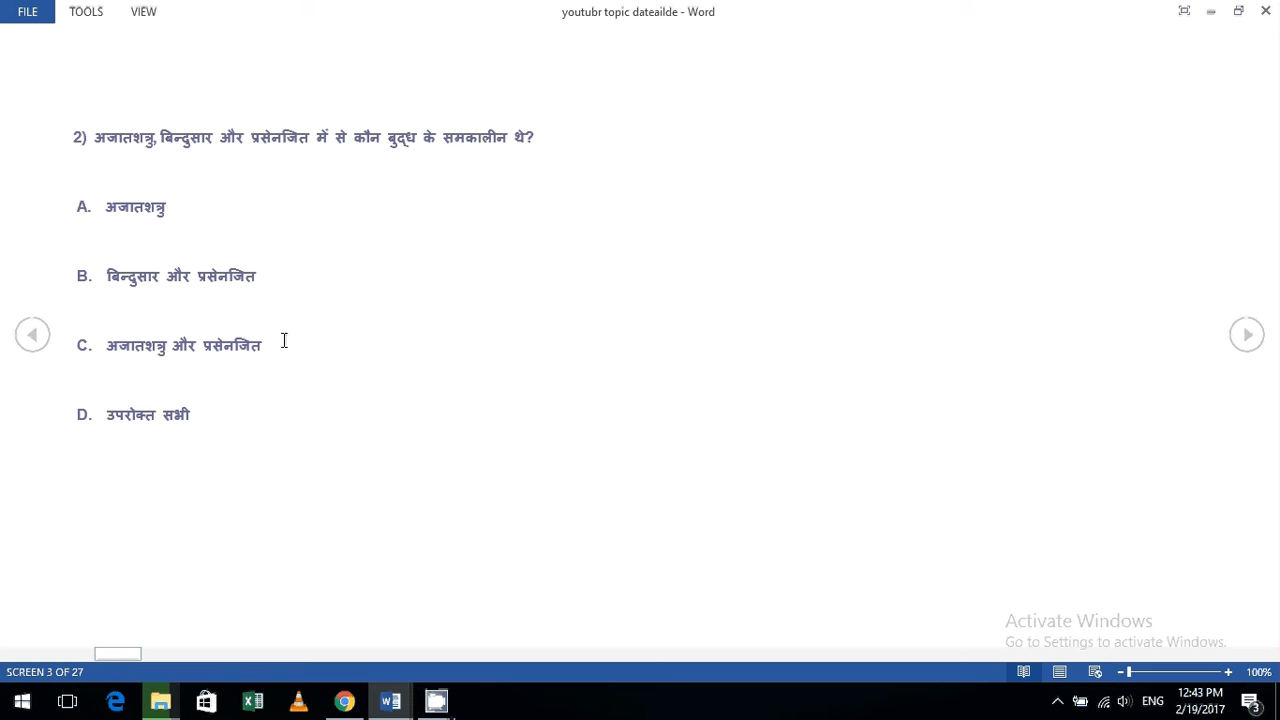 FILE TOOLS VIEW youtubr topic dateailde - Word
2) अजातशत्रु, बिन्दुसार और प्रसेनजित में से कौन बुद्ध के समकालीन थे?
A. अजातशत्रु
B. बिन्दुसार और प्रसेनजित
C. अजातशत्रु और प्रसेनजित
D. उपरोक्त सभी
Activate Windows
Go to Settings to activate Windows.
SCREEN 3 OF 27 100%
ENG 12:43 PM
2/19/2017 3